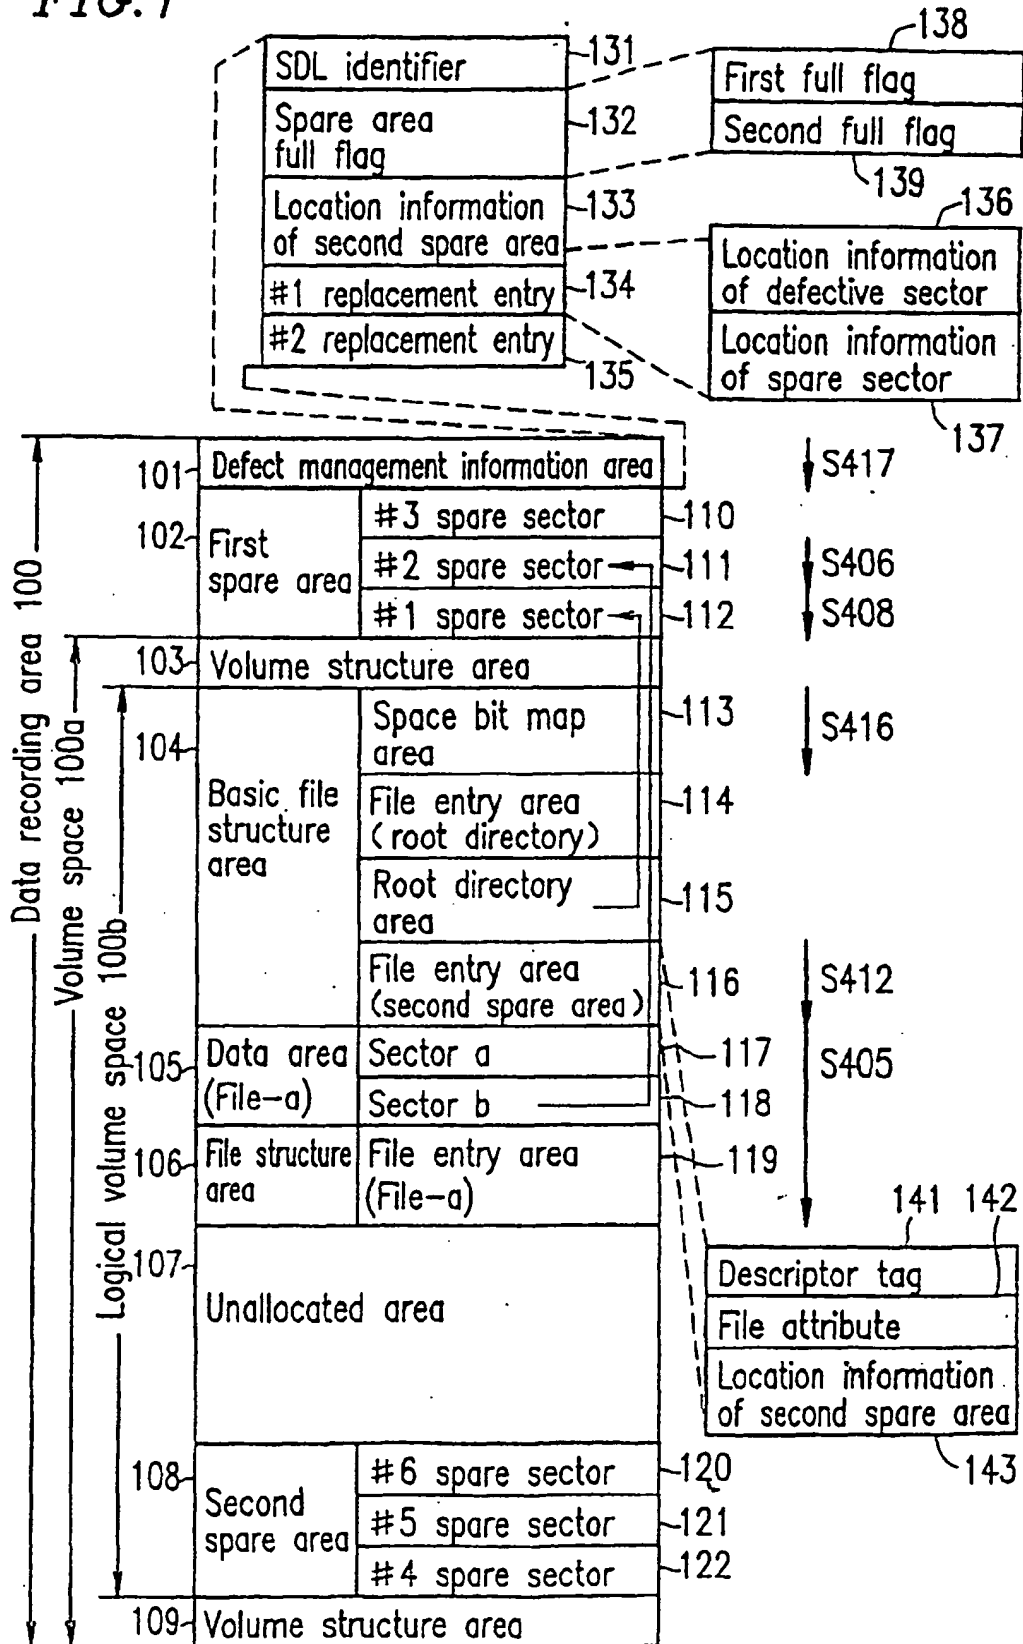 FIG. 1
SDL identifier
131
Spare area
full flag
132
Location information
of second spare area
133
#1 replacement entry
134
#2 replacement entry
135
138
First full flag
Second full flag
139
136
Location information
of defective sector
Location information
of spare sector
137
Data recording area 100
Volume space 100a
Logical volume space 100b
101
Defect management information area
S417
102
First
spare area
#3 spare sector
110
#2 spare sector
111
S406
#1 spare sector
112
S408
103
Volume structure area
104
Basic file
structure
area
Space bit map
area
113
S416
File entry area
(root directory)
114
Root directory
area
115
File entry area
(second spare area)
116
S412
105
Data area
(File-a)
Sector a
117
S405
Sector b
118
106
File structure
area
File entry area
(File-a)
119
107
Unallocated area
141
142
Descriptor tag
File attribute
Location information
of second spare area
143
108
Second
spare area
#6 spare sector
120
#5 spare sector
121
#4 spare sector
122
109
Volume structure area